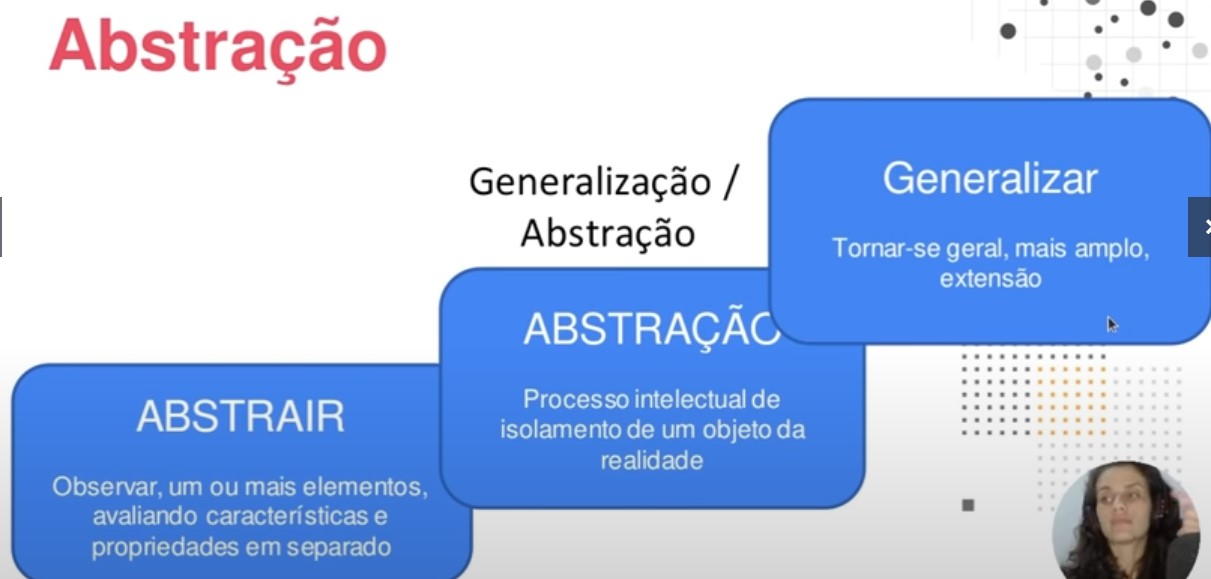 Abstração
Generalização /
Abstração
Generalizar
Tornar-se geral, mais amplo,
extensão
ABSTRAÇÃO
Processo intelectual de
isolamento de um objeto da
realidade
ABSTRAIR
Observar, um ou mais elementos,
avaliando características e
propriedades em separado